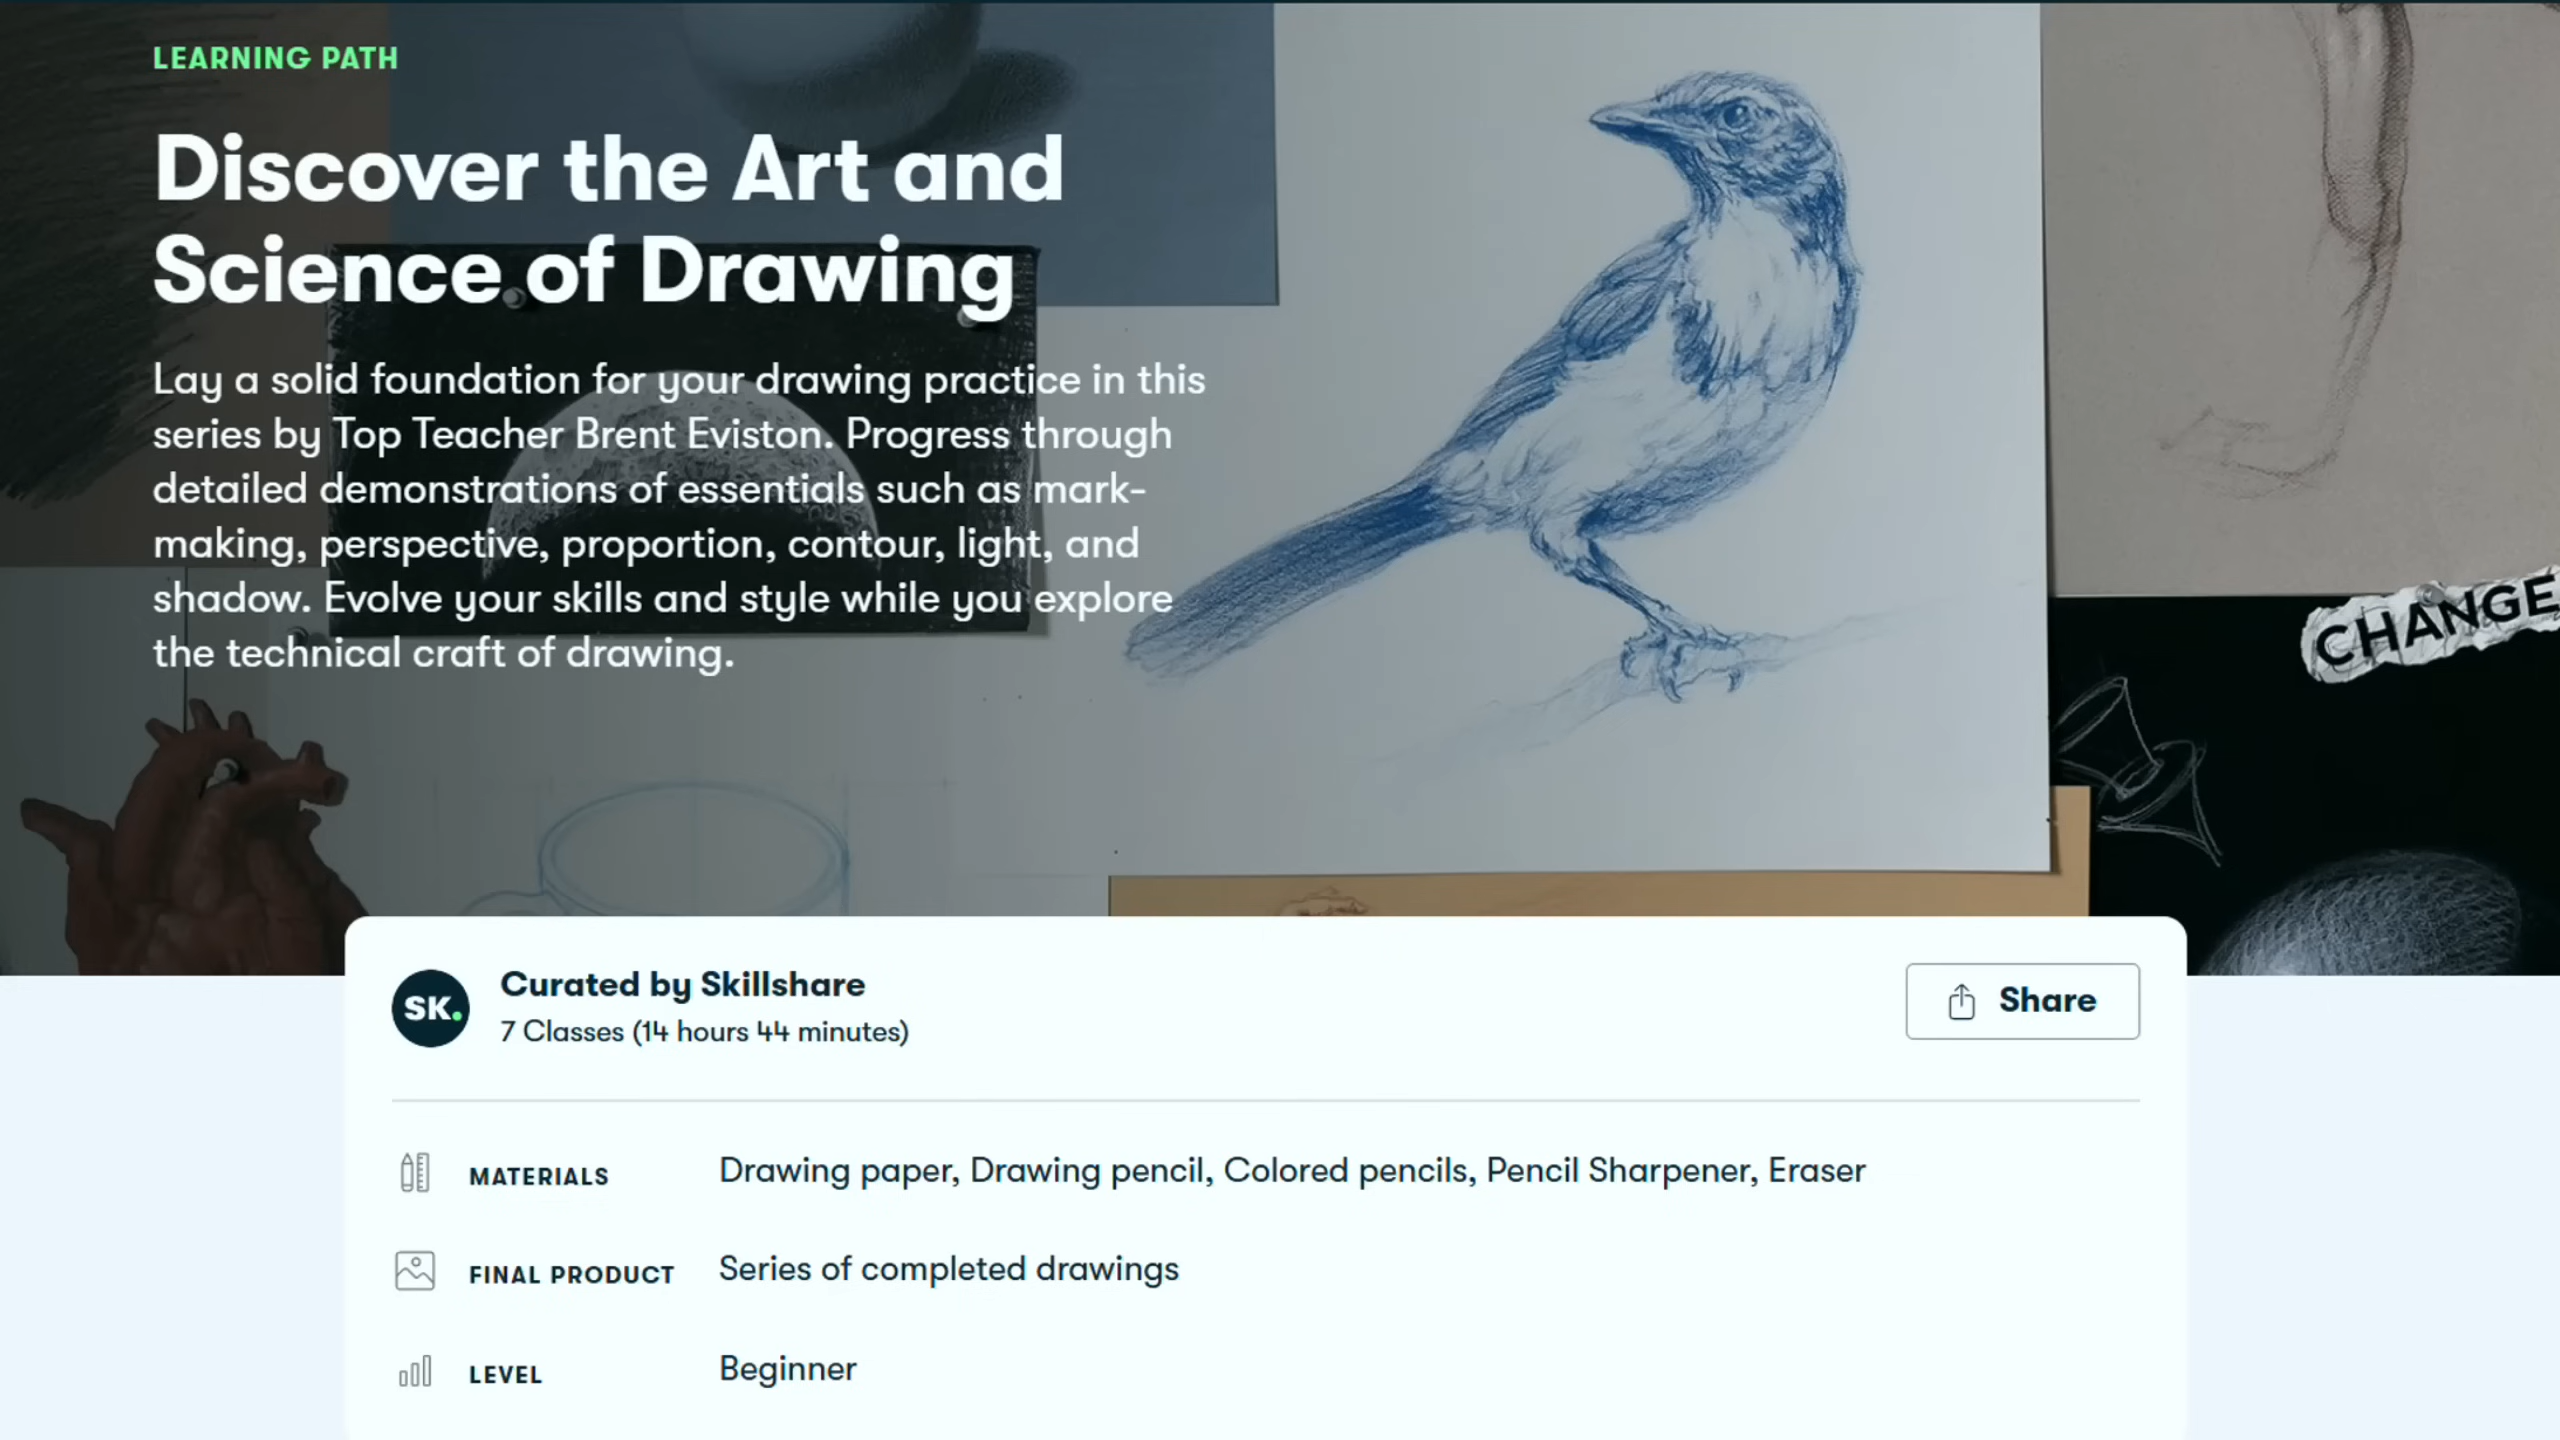 LEARNING PATH
Discover the Art and
Science of Drawing
Lay a solid foundation for your drawing practice in this
series by Top Teacher Brent Eviston. Progress through
detailed demonstrations of essentials such as mark-
making, perspective, proportion, contour, light, and
shadow. Evolve your skills and style while you explore
the technical craft of drawing.
CHANGE
SK.
Curated by Skillshare
7 Classes (14 hours 44 minutes)
Share
MATERIALS Drawing paper, Drawing pencil, Colored pencils, Pencil Sharpener, Eraser
FINAL PRODUCT Series of completed drawings
LEVEL Beginner